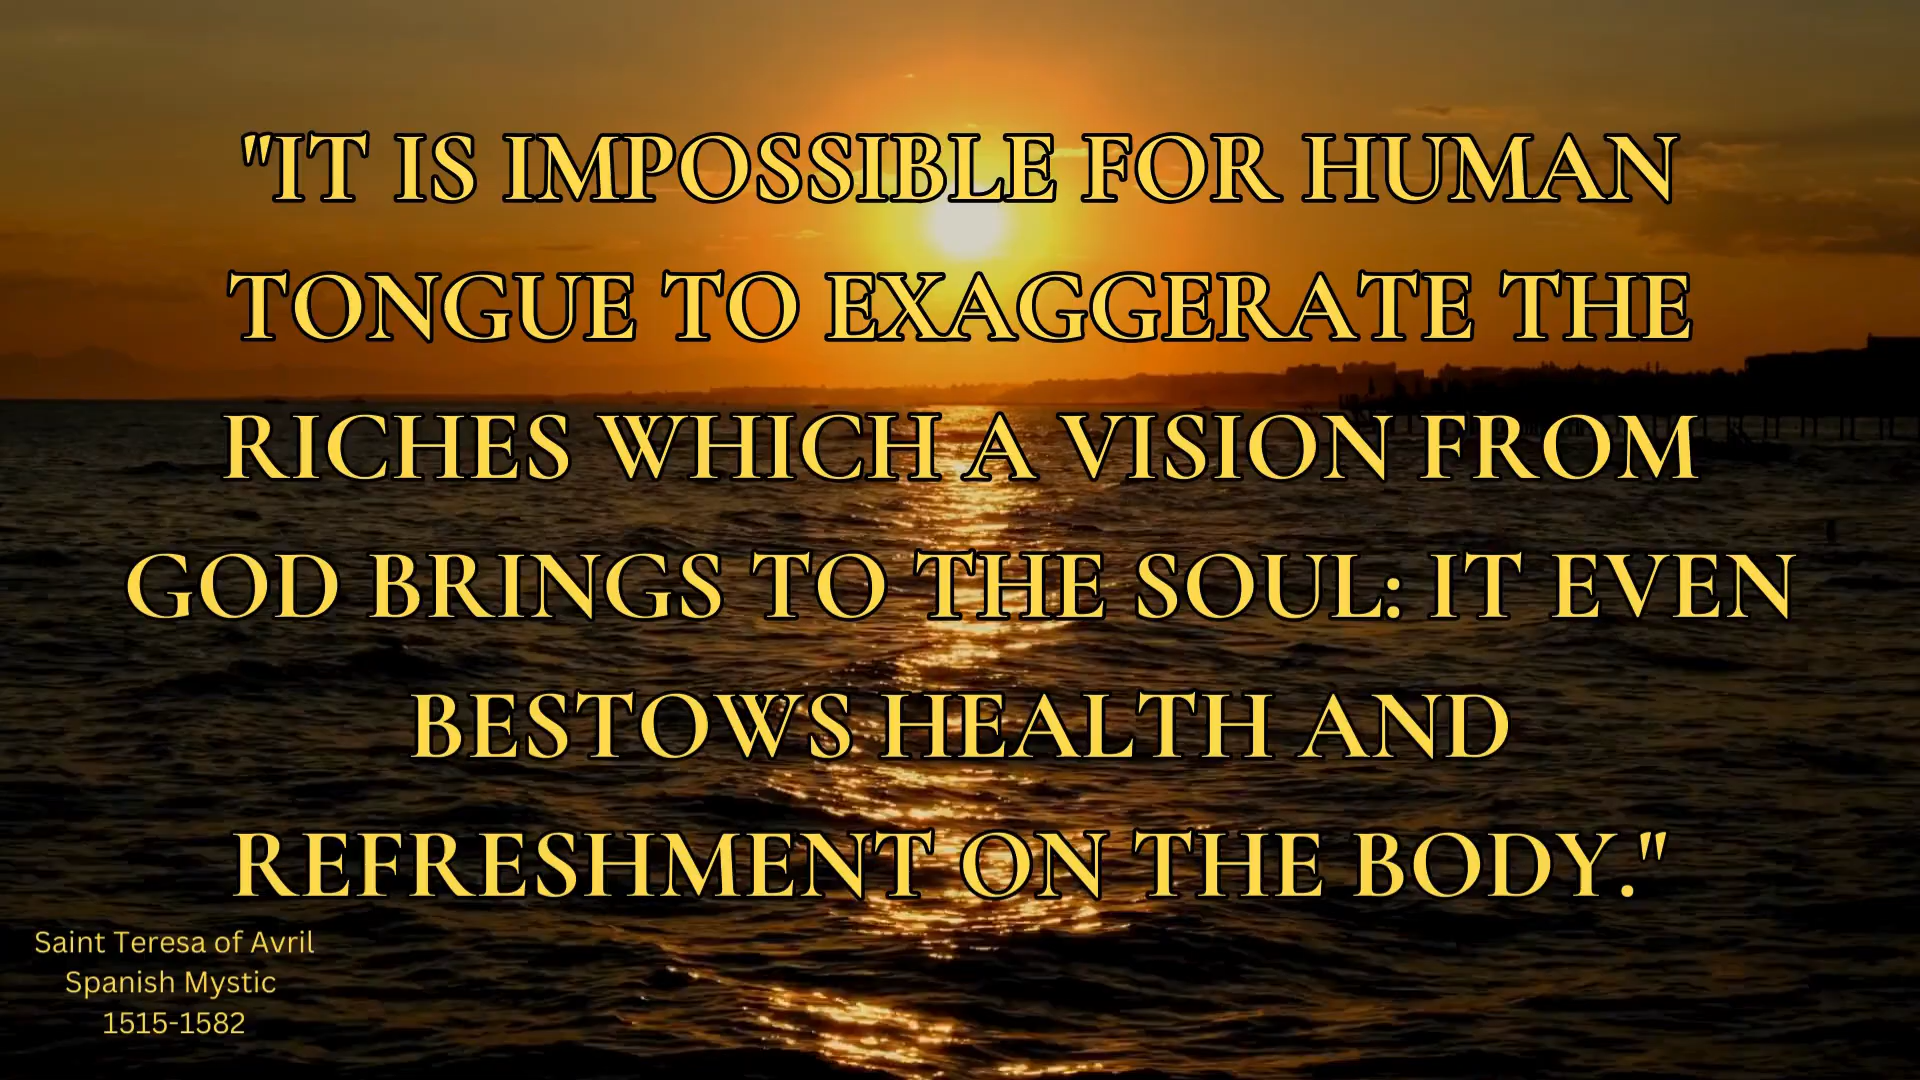 "IT IS IMPOSSIBLE FOR HUMAN
TONGUE TO EXAGGERATE THE
RICHES WHICH A VISION FROM
GOD BRINGS TO THE SOUL: IT EVEN
BESTOWS HEALTH AND
REFRESHMENT ON THE BODY."
Saint Teresa of Avril
Spanish Mystic
1515-1582